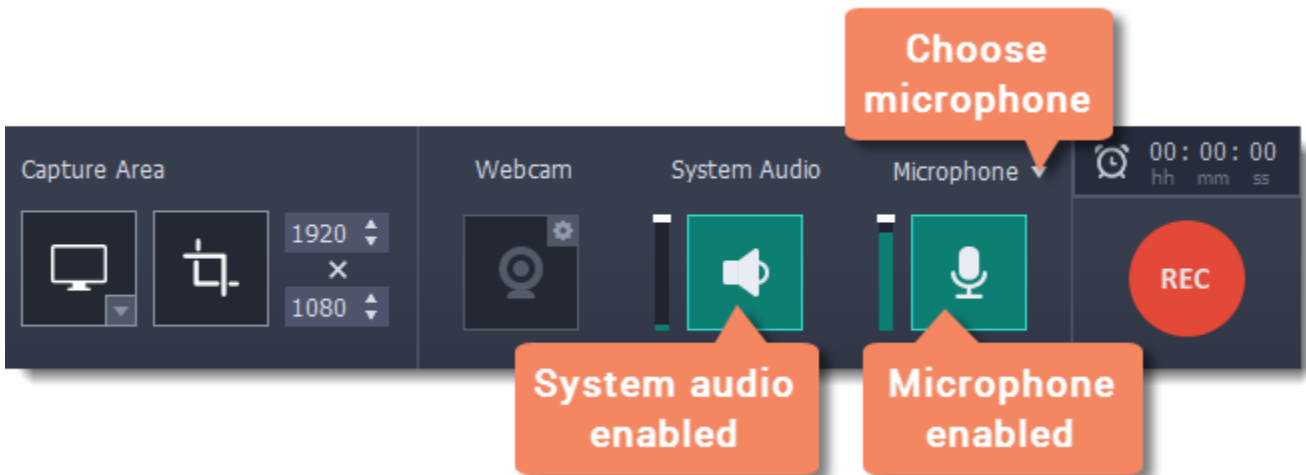 Choose
microphone
Capture Area
Webcam
System Audio
Microphone
00 : 00 : 00
hh mm ss
1920
×
1080
REC
System audio
enabled
Microphone
enabled